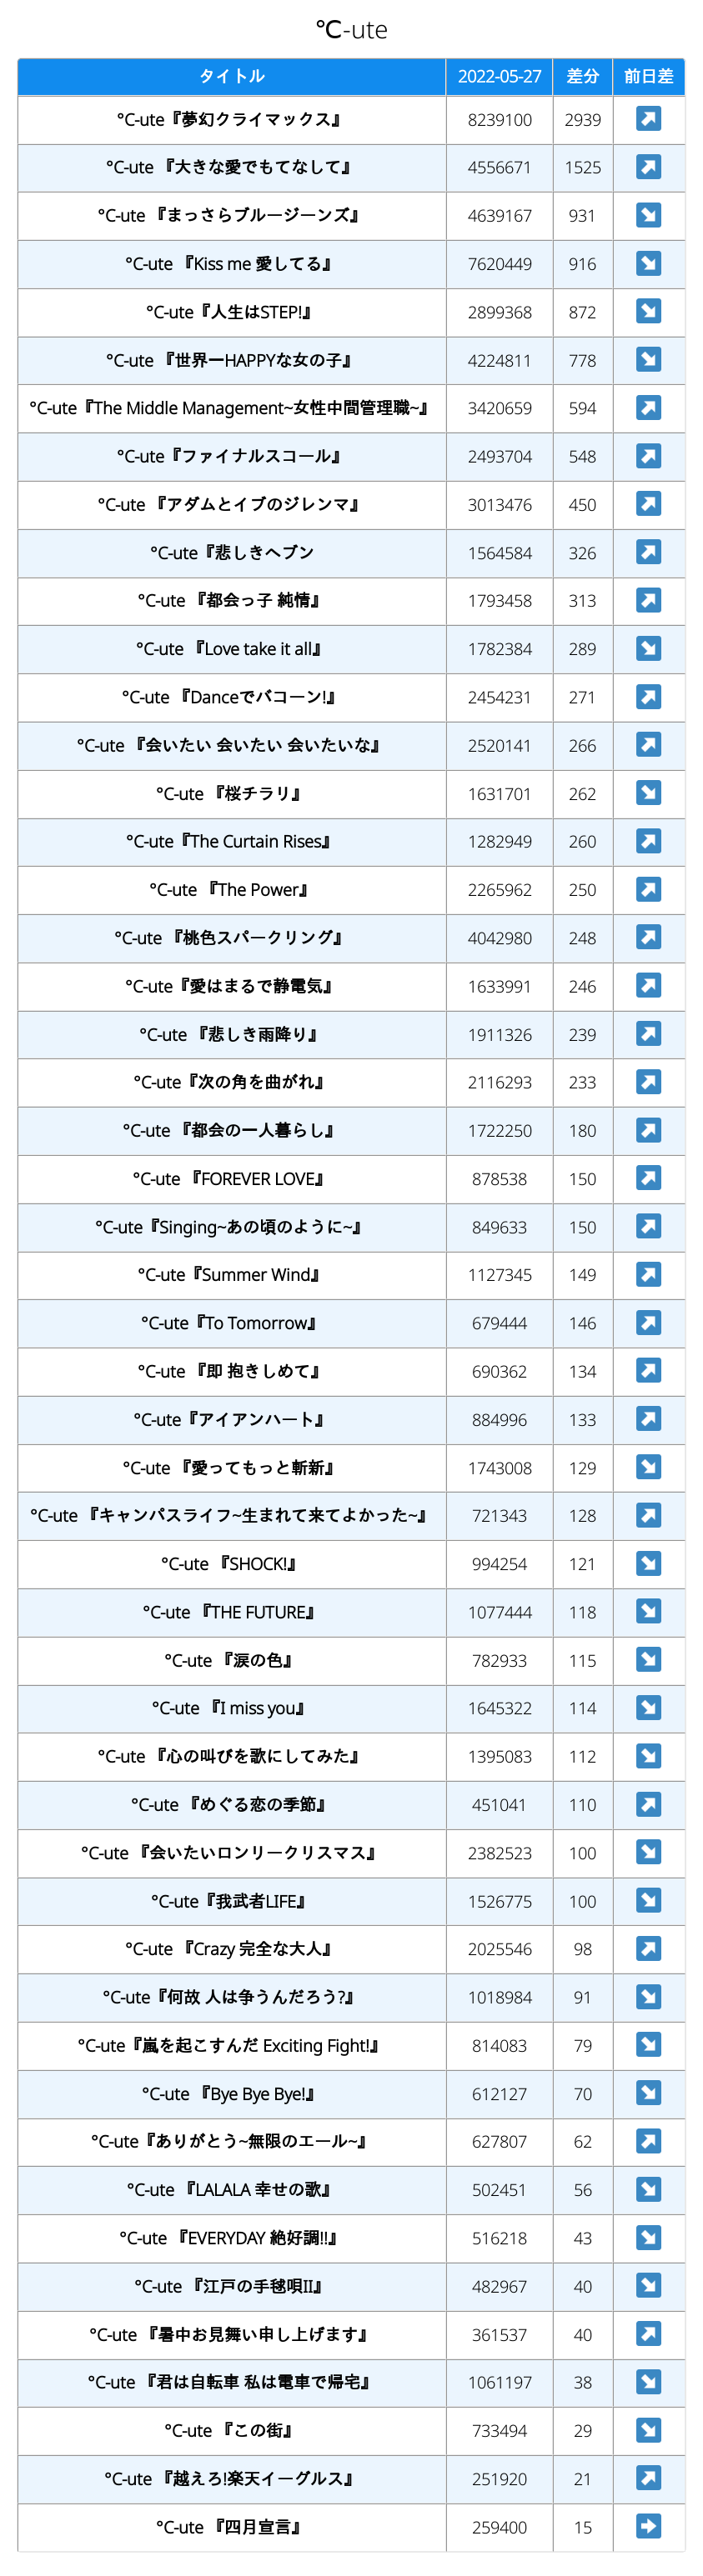 ℃-ute
タイトル 2022-05-27 差分 前日差
°C-ute『夢幻クライマックス』 8239100 2939 ↗
°C-ute 『大きな愛でもてなして』 4556671 1525 ↗
°C-ute 『まっさらブルージーンズ』 4639167 931 ↘
°C-ute 『Kiss me 愛してる』 7620449 916 ↘
°C-ute『人生はSTEP!』 2899368 872 ↘
°C-ute 『世界一HAPPYな女の子』 4224811 778 ↘
°C-ute『The Middle Management~女性中間管理職~』 3420659 594 ↗
°C-ute『ファイナルスコール』 2493704 548 ↗
°C-ute 『アダムとイブのジレンマ』 3013476 450 ↗
°C-ute『悲しきヘブン 1564584 326 ↗
°C-ute 『都会っ子 純情』 1793458 313 ↗
°C-ute 『Love take it all』 1782384 289 ↘
°C-ute 『Danceでバコーン!』 2454231 271 ↗
°C-ute 『会いたい 会いたい 会いたいな』 2520141 266 ↗
°C-ute 『桜チラリ』 1631701 262 ↘
°C-ute『The Curtain Rises』 1282949 260 ↗
°C-ute 『The Power』 2265962 250 ↗
°C-ute 『桃色スパークリング』 4042980 248 ↗
°C-ute『愛はまるで静電気』 1633991 246 ↗
°C-ute 『悲しき雨降り』 1911326 239 ↗
°C-ute『次の角を曲がれ』 2116293 233 ↗
°C-ute 『都会の一人暮らし』 1722250 180 ↗
°C-ute 『FOREVER LOVE』 878538 150 ↗
°C-ute『Singing~あの頃のように~』 849633 150 ↗
°C-ute『Summer Wind』 1127345 149 ↗
°C-ute『To Tomorrow』 679444 146 ↗
°C-ute 『即 抱きしめて』 690362 134 ↗
°C-ute『アイアンハート』 884996 133 ↗
°C-ute 『愛ってもっと斬新』 1743008 129 ↘
°C-ute 『キャンパスライフ~生まれて来てよかった~』 721343 128 ↗
°C-ute 『SHOCK!』 994254 121 ↘
°C-ute 『THE FUTURE』 1077444 118 ↘
°C-ute 『涙の色』 782933 115 ↘
°C-ute 『I miss you』 1645322 114 ↘
°C-ute 『心の叫びを歌にしてみた』 1395083 112 ↘
°C-ute 『めぐる恋の季節』 451041 110 ↗
°C-ute 『会いたいロンリークリスマス』 2382523 100 ↘
°C-ute『我武者LIFE』 1526775 100 ↘
°C-ute 『Crazy 完全な大人』 2025546 98 ↗
°C-ute『何故 人は争うんだろう?』 1018984 91 ↘
°C-ute『嵐を起こすんだ Exciting Fight!』 814083 79 ↘
°C-ute 『Bye Bye Bye!』 612127 70 ↘
°C-ute『ありがとう~無限のエール~』 627807 62 ↗
°C-ute 『LALALA 幸せの歌』 502451 56 ↘
°C-ute 『EVERYDAY 絶好調!!』 516218 43 ↘
°C-ute 『江戸の手毬唄II』 482967 40 ↘
°C-ute 『暑中お見舞い申し上げます』 361537 40 ↗
°C-ute 『君は自転車 私は電車で帰宅』 1061197 38 ↘
°C-ute 『この街』 733494 29 ↘
°C-ute 『越えろ!楽天イーグルス』 251920 21 ↗
°C-ute 『四月宣言』 259400 15 ➡